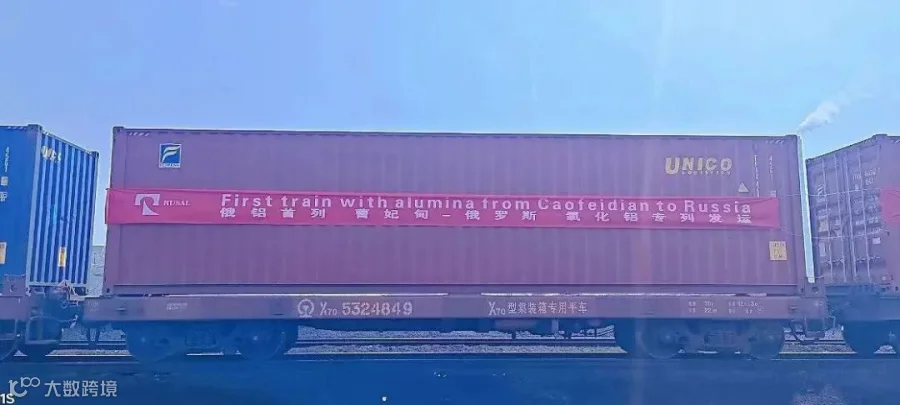 UNICO
RUSAL
First train with alumina from Caofeidian to Russia
俄铝首列 曹妃甸-俄罗斯 氧化铝专列发运
X70 5324849
X70型集装箱专用平车
大数跨境